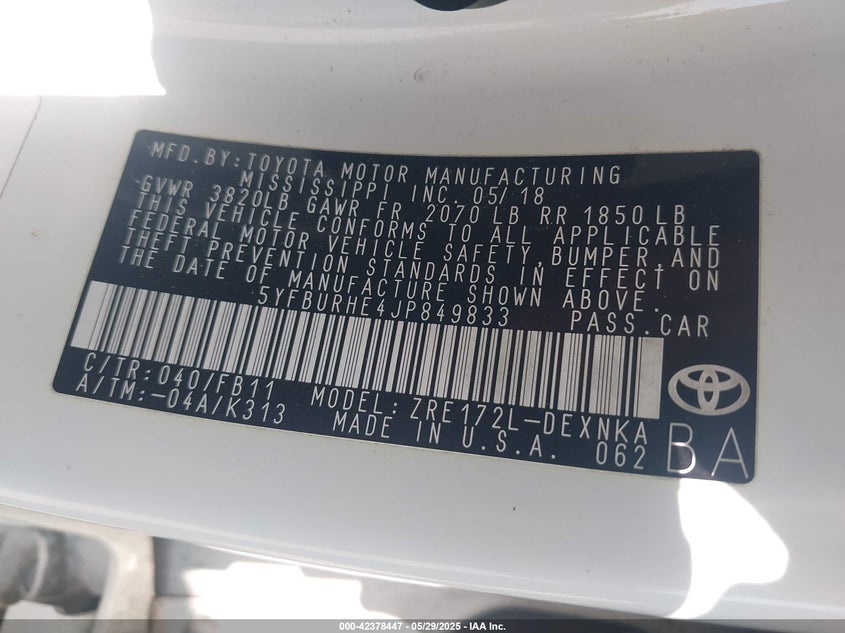 MFD.BY:TOYOTA MOTOR MANUFACTURING
MISSISSIPPI INC. 05/18
GVWR 3820LB GAWR FR 2070 LB RR 1850 LB
THIS VEHICLE CONFORMS TO ALL APPLICABLE
FEDERAL MOTOR VEHICLE SAFETY,BUMPER,AND
THEFT PREVENTION STANDARDS IN EFFECT ON
THE DATE OF MANUFACTURE SHOWN ABOVE.
5YFBURHE4JP849833 PASS.CAR
C/TR:040/FB11 MODEL:ZRE172L-DEXNKA
A/TM:-04A/K313 MADE IN U.S.A. 062
BA
000-42378447 — 05/29/2025 — IAA Inc.